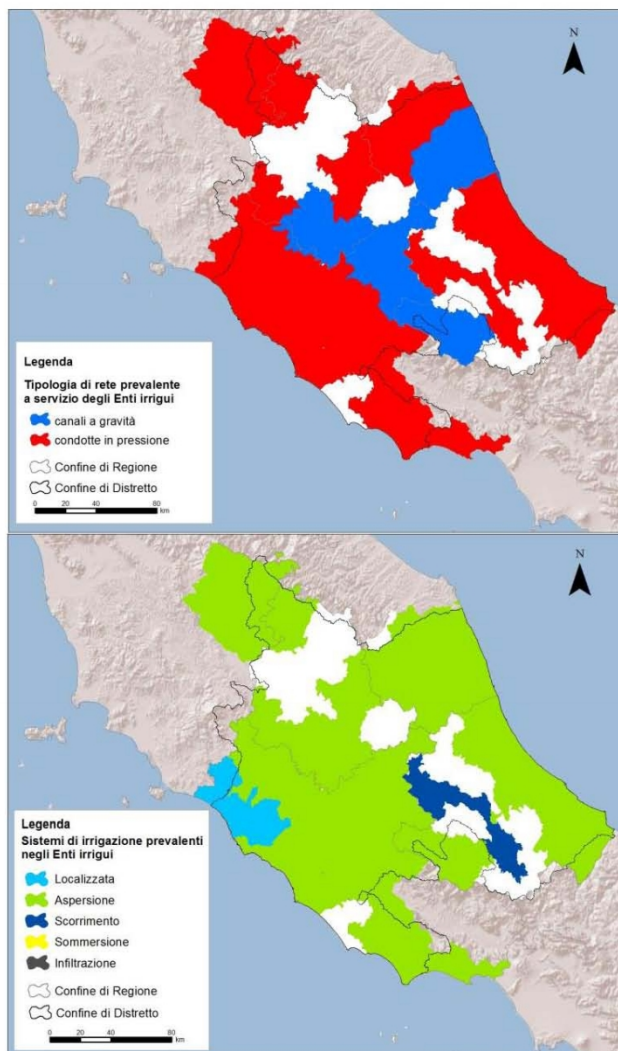 N
Legenda
Tipologia di rete prevalente
a servizio degli Enti irrigui
canali a gravità
condotte in pressione
Confine di Regione
Confine di Distretto
0 20 40 80
km
N
Legenda
Sistemi di irrigazione prevalenti
negli Enti irrigui
Localizzata
Aspersione
Scorrimento
Sommersione
Infiltrazione
Confine di Regione
Confine di Distretto
0 20 40 80
km